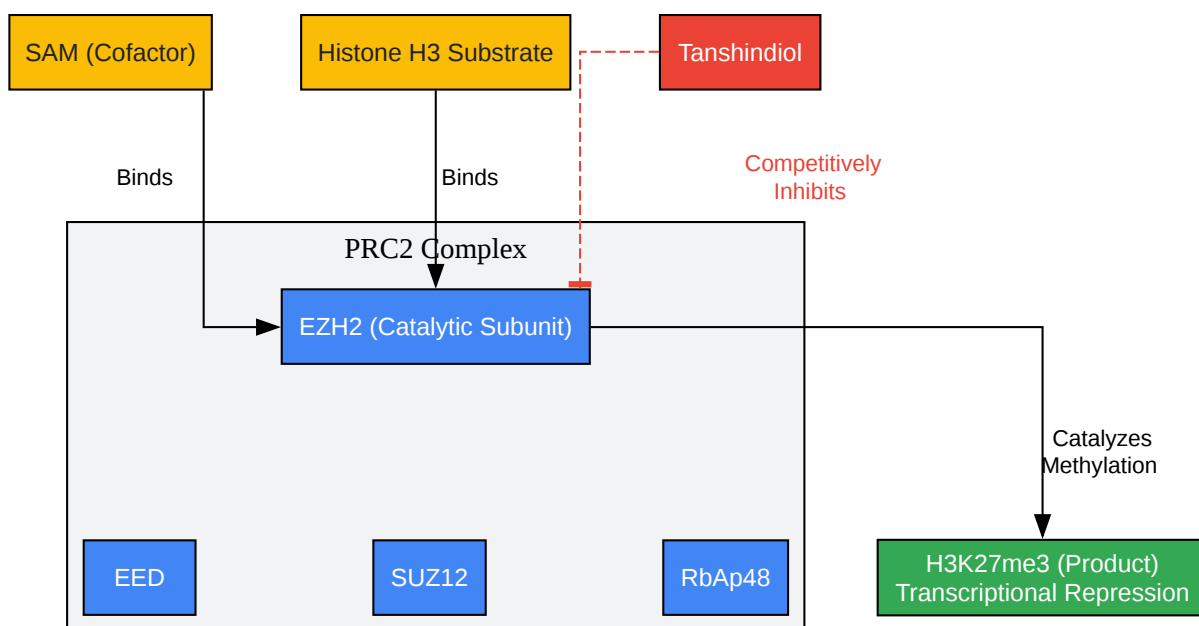 SAM (Cofactor)
Histone H3 Substrate
Tanshindiol
Binds
Binds
Competitively
Inhibits
PRC2 Complex
EZH2 (Catalytic Subunit)
Catalyzes
Methylation
EED
SUZ12
RbAp48
H3K27me3 (Product)
Transcriptional Repression